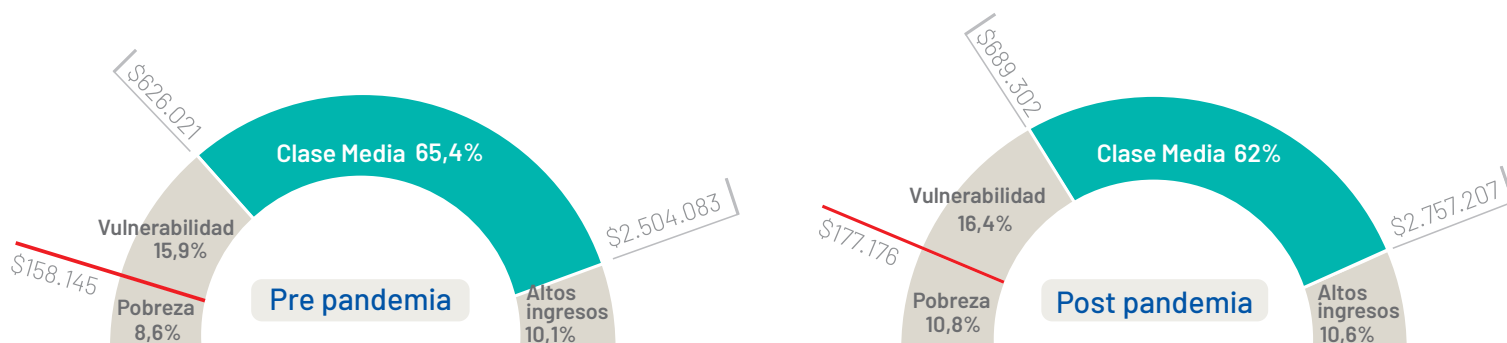 $626.021
Clase Media 65,4%
$2.504.083
Vulnerabilidad
15,9%
$158.145
Pobreza
8,6%
Pre pandemia
Altos
ingresos
10,1%
$689.302
Clase Media 62%
$2.757.207
Vulnerabilidad
16,4%
$177.176
Pobreza
10,8%
Post pandemia
Altos
ingresos
10,6%